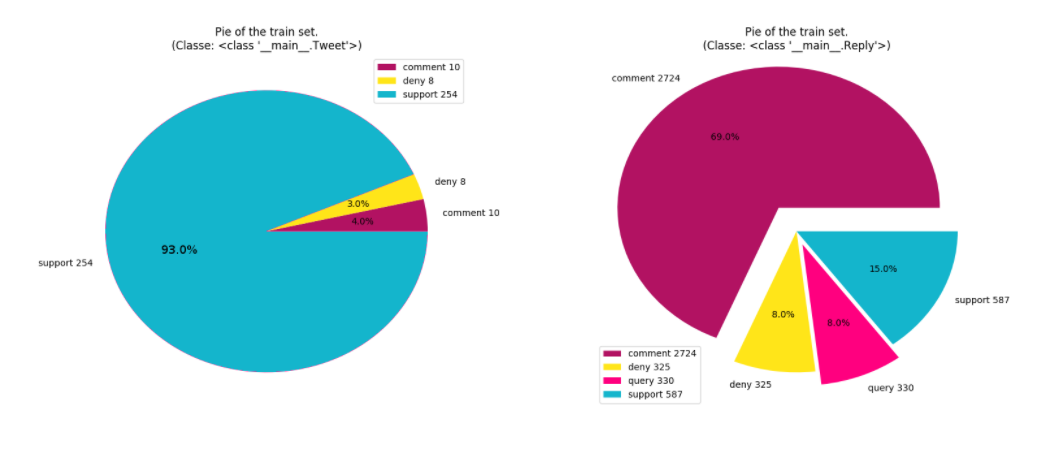 Pie of the train set.
(Classe: <class '__main__.Tweet'>)
comment 10
deny 8
support 254
deny 8
3.0%
comment 10
4.0%
93.0%
support 254
Pie of the train set.
(Classe: <class '__main__.Reply'>)
comment 2724
69.0%
15.0%
support 587
8.0%
8.0%
deny 325
query 330
comment 2724
deny 325
query 330
support 587